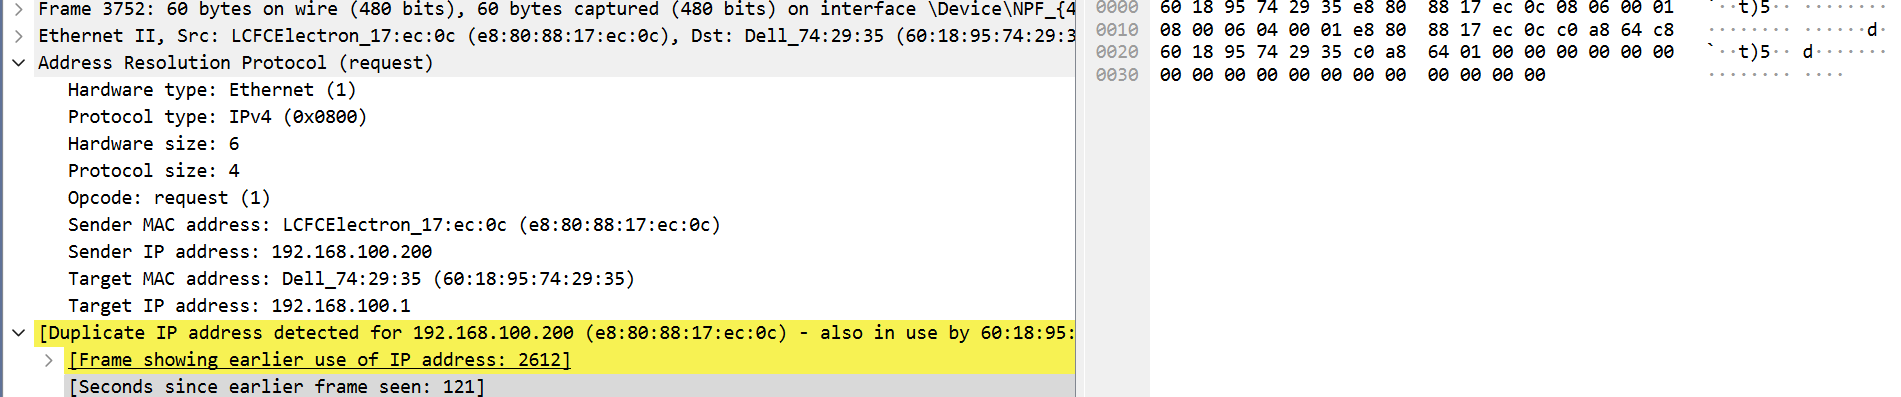 Frame 3752: 60 bytes on wire (480 bits), 60 bytes captured (480 bits) on interface \Device\NPF_{4
Ethernet II, Src: LCFCElectron_17:ec:0c (e8:80:88:17:ec:0c), Dst: Dell_74:29:35 (60:18:95:74:29:3
Address Resolution Protocol (request)
Hardware type: Ethernet (1)
Protocol type: IPv4 (0x0800)
Hardware size: 6
Protocol size: 4
Opcode: request (1)
Sender MAC address: LCFCElectron_17:ec:0c (e8:80:88:17:ec:0c)
Sender IP address: 192.168.100.200
Target MAC address: Dell_74:29:35 (60:18:95:74:29:35)
Target IP address: 192.168.100.1
[Duplicate IP address detected for 192.168.100.200 (e8:80:88:17:ec:0c) - also in use by 60:18:95:
[Frame showing earlier use of IP address: 2612]
[Seconds since earlier frame seen: 121]
0000 60 18 95 74 29 35 e8 80 88 17 ec 0c 08 06 00 01 `··t)5·· ········
0010 08 00 06 04 00 01 e8 80 88 17 ec 0c c0 a8 64 c8 ········ ······d·
0020 60 18 95 74 29 35 c0 a8 64 01 00 00 00 00 00 00 `··t)5·· d·······
0030 00 00 00 00 00 00 00 00 00 00 00 00 ········ ····